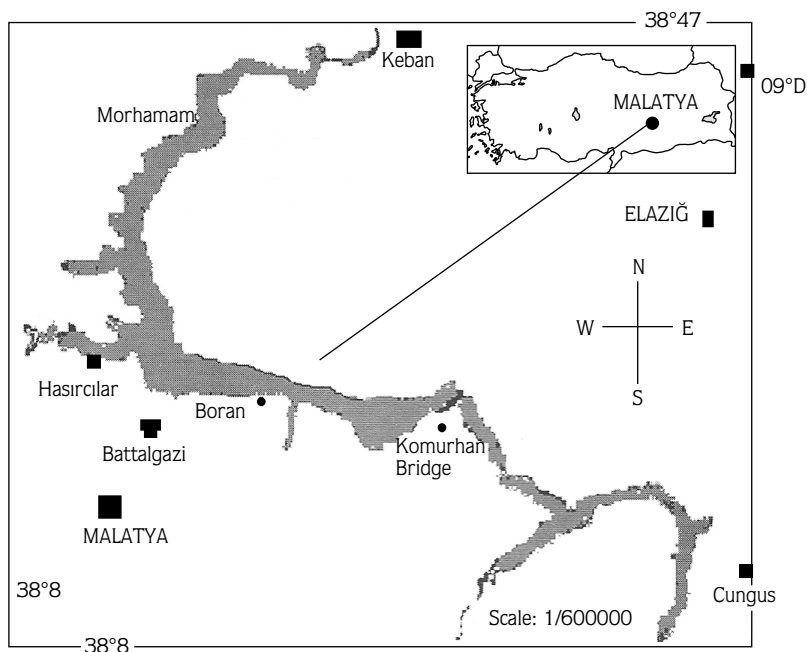 38°47
Keban
09°D
MALATYA
Morhamam
ELAZIĞ
N
W
E
S
Hasırcılar
Boran
Komurhan
Bridge
Battalgazi
MALATYA
38°8
Cungus
Scale: 1/600000
38°8